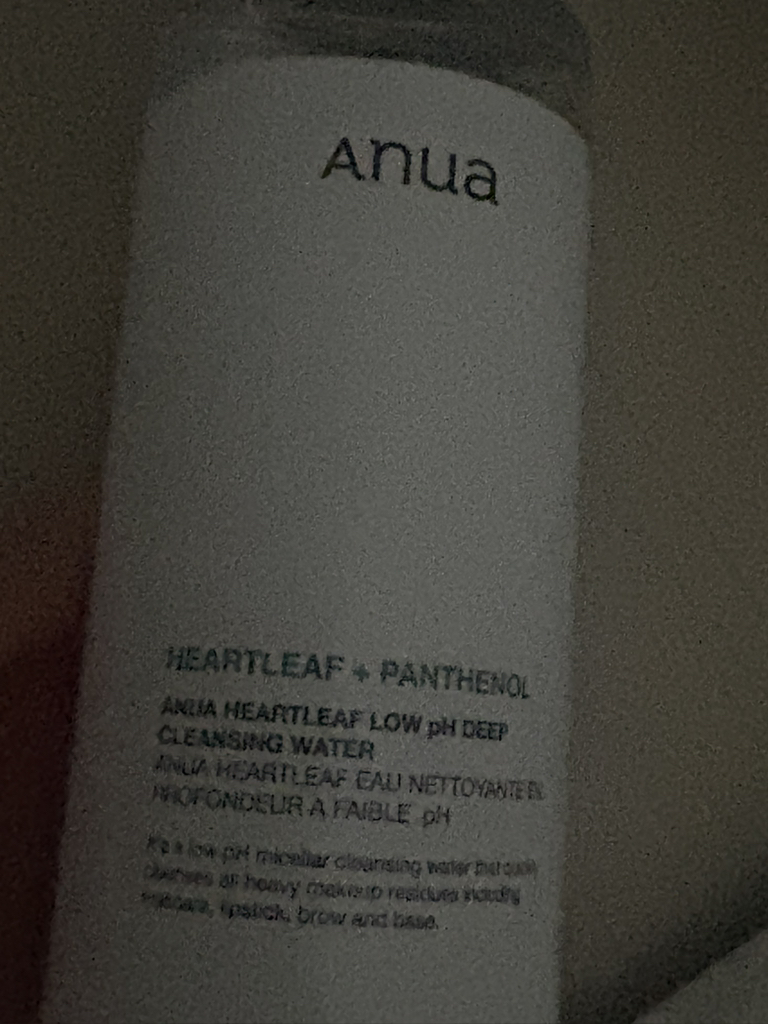 Anua
HEARTLEAF + PANTHENOL
ANUA HEARTLEAF LOW pH DEEP
CLEANSING WATER
ANUA HEARTLEAF EAU NETTOYANTE EN
PROFONDEUR A FAIBLE pH
It's a low pH micellar cleansing water that
cleanses all heavy makeup residues including
mascara, lipstick, brow and base.